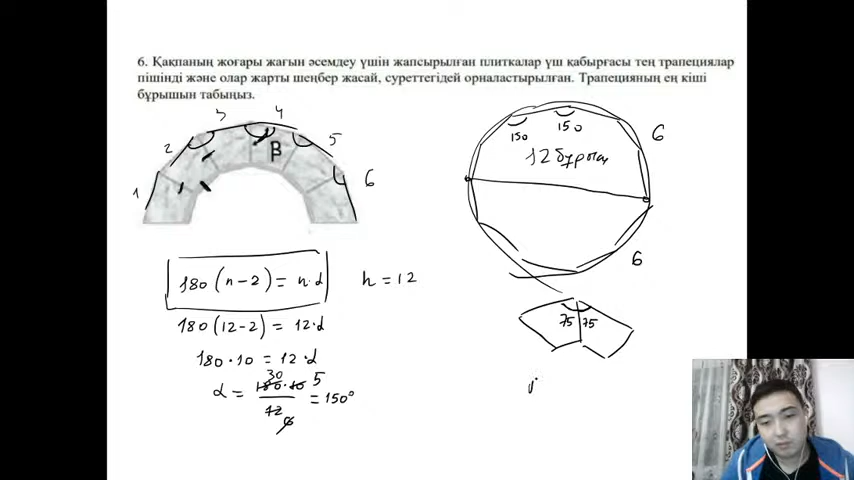 6. Қақпаның жоғары жағын әсемдеу үшін жапсырылған плиткалар үш қабырғасы тең трапециялар
пішінді және олар жарты шеңбер жасай, суреттегідей орналастырылған. Трапецияның ең кіші
бұрышын табыңыз.
1
2
3
4
5
6
β
150
150
12 бұрыш
6
6
180(n-2) = n·α
n = 12
180(12-2) = 12·α
180·10 = 12·α
α = 180·10 / 12 = 150°
30
5
6
75
75